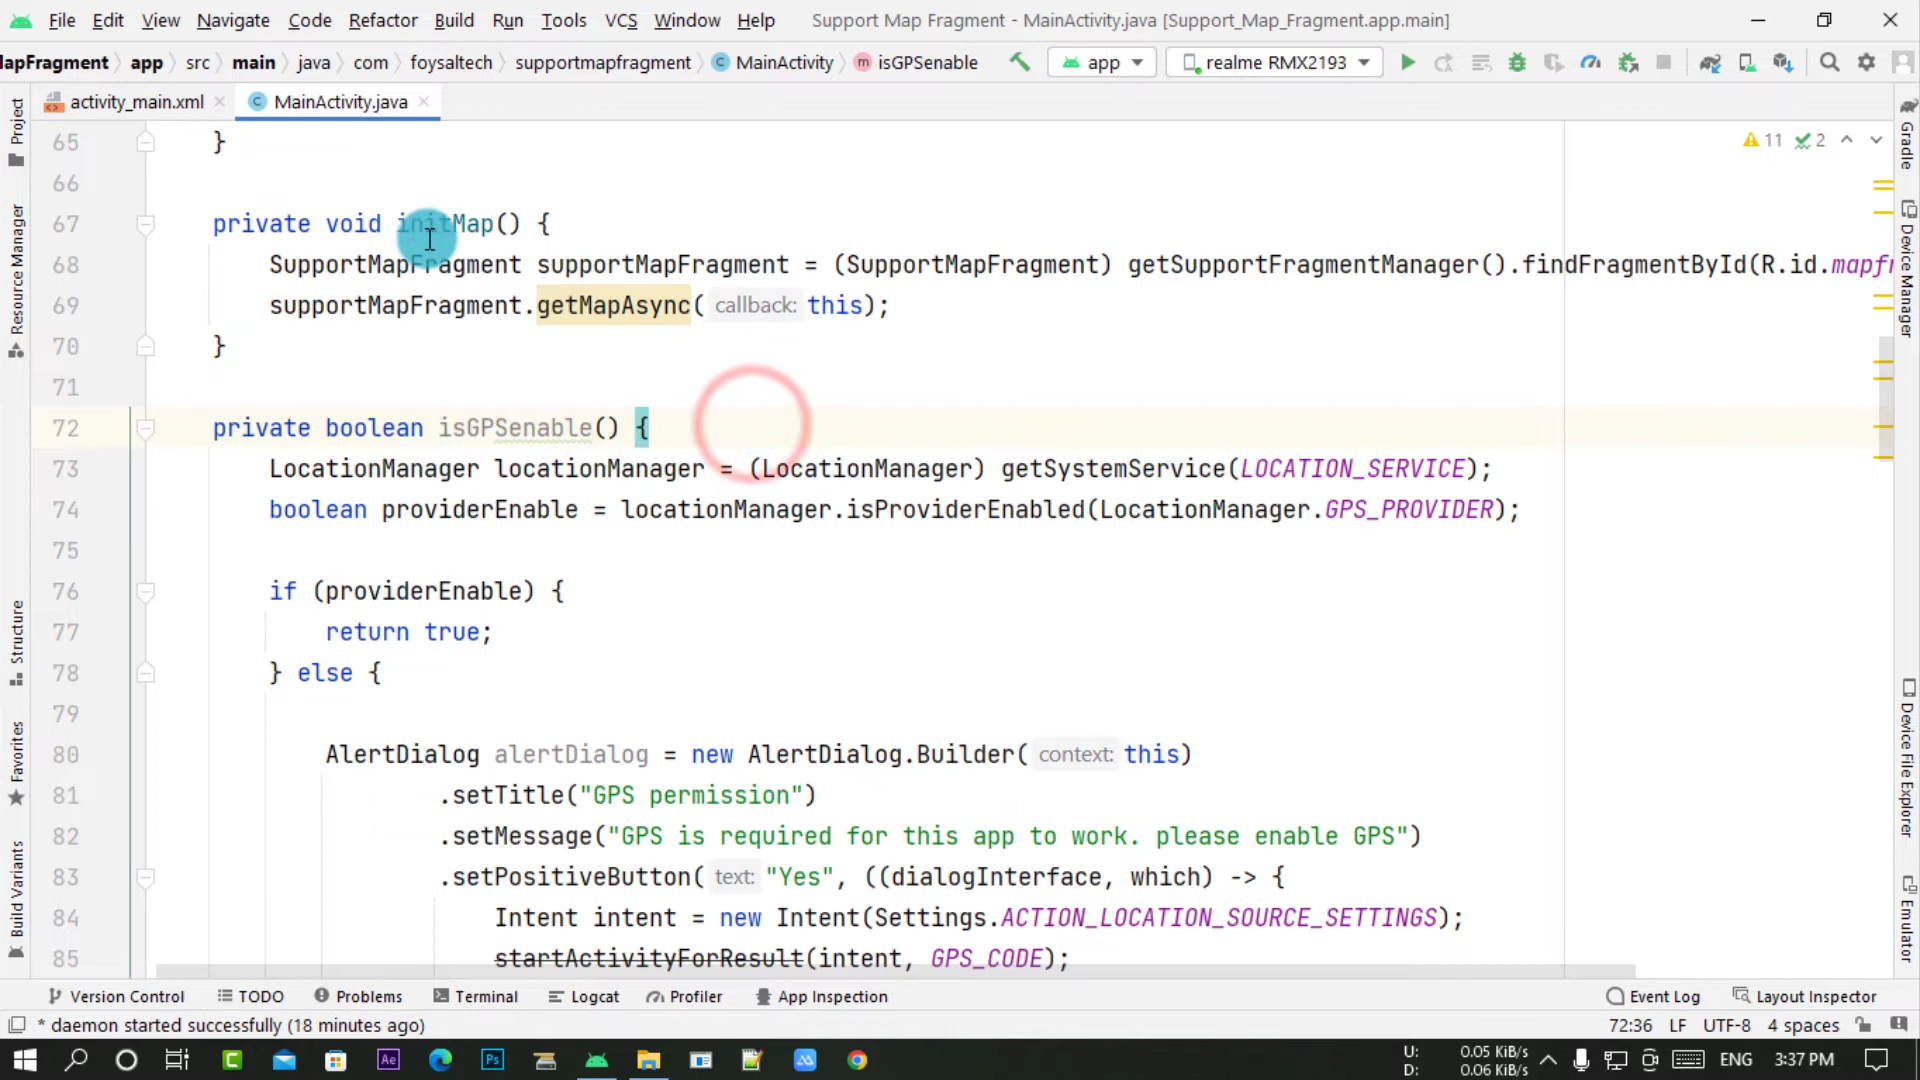 File Edit View Navigate Code Refactor Build Run Tools VCS Window Help Support Map Fragment - MainActivity.java [Support_Map_Fragment.app.main]
MapFragment app src main java com foysaltech supportmapfragment MainActivity isGPSenable app realme RMX2193
activity_main.xml MainActivity.java
65 }
11 2
66
67 private void initMap() {
68 SupportMapFragment supportMapFragment = (SupportMapFragment) getSupportFragmentManager().findFragmentById(R.id.mapfr
69 supportMapFragment.getMapAsync( callback: this);
70 }
71
72 private boolean isGPSenable() {
73 LocationManager locationManager = (LocationManager) getSystemService(LOCATION_SERVICE);
74 boolean providerEnable = locationManager.isProviderEnabled(LocationManager.GPS_PROVIDER);
75
76 if (providerEnable) {
77 return true;
78 } else {
79
80 AlertDialog alertDialog = new AlertDialog.Builder( context: this)
81 .setTitle("GPS permission")
82 .setMessage("GPS is required for this app to work. please enable GPS")
83 .setPositiveButton( text: "Yes", ((dialogInterface, which) -> {
84 Intent intent = new Intent(Settings.ACTION_LOCATION_SOURCE_SETTINGS);
85 startActivityForResult(intent, GPS_CODE);
Project
Resource Manager
Structure
Favorites
Build Variants
Gradle
Device Manager
Device File Explorer
Emulator
Version Control TODO Problems Terminal Logcat Profiler App Inspection Event Log Layout Inspector
* daemon started successfully (18 minutes ago) 72:36 LF UTF-8 4 spaces
U: 0.05 KiB/s
D: 0.06 KiB/s
ENG 3:37 PM
Ae
Ps